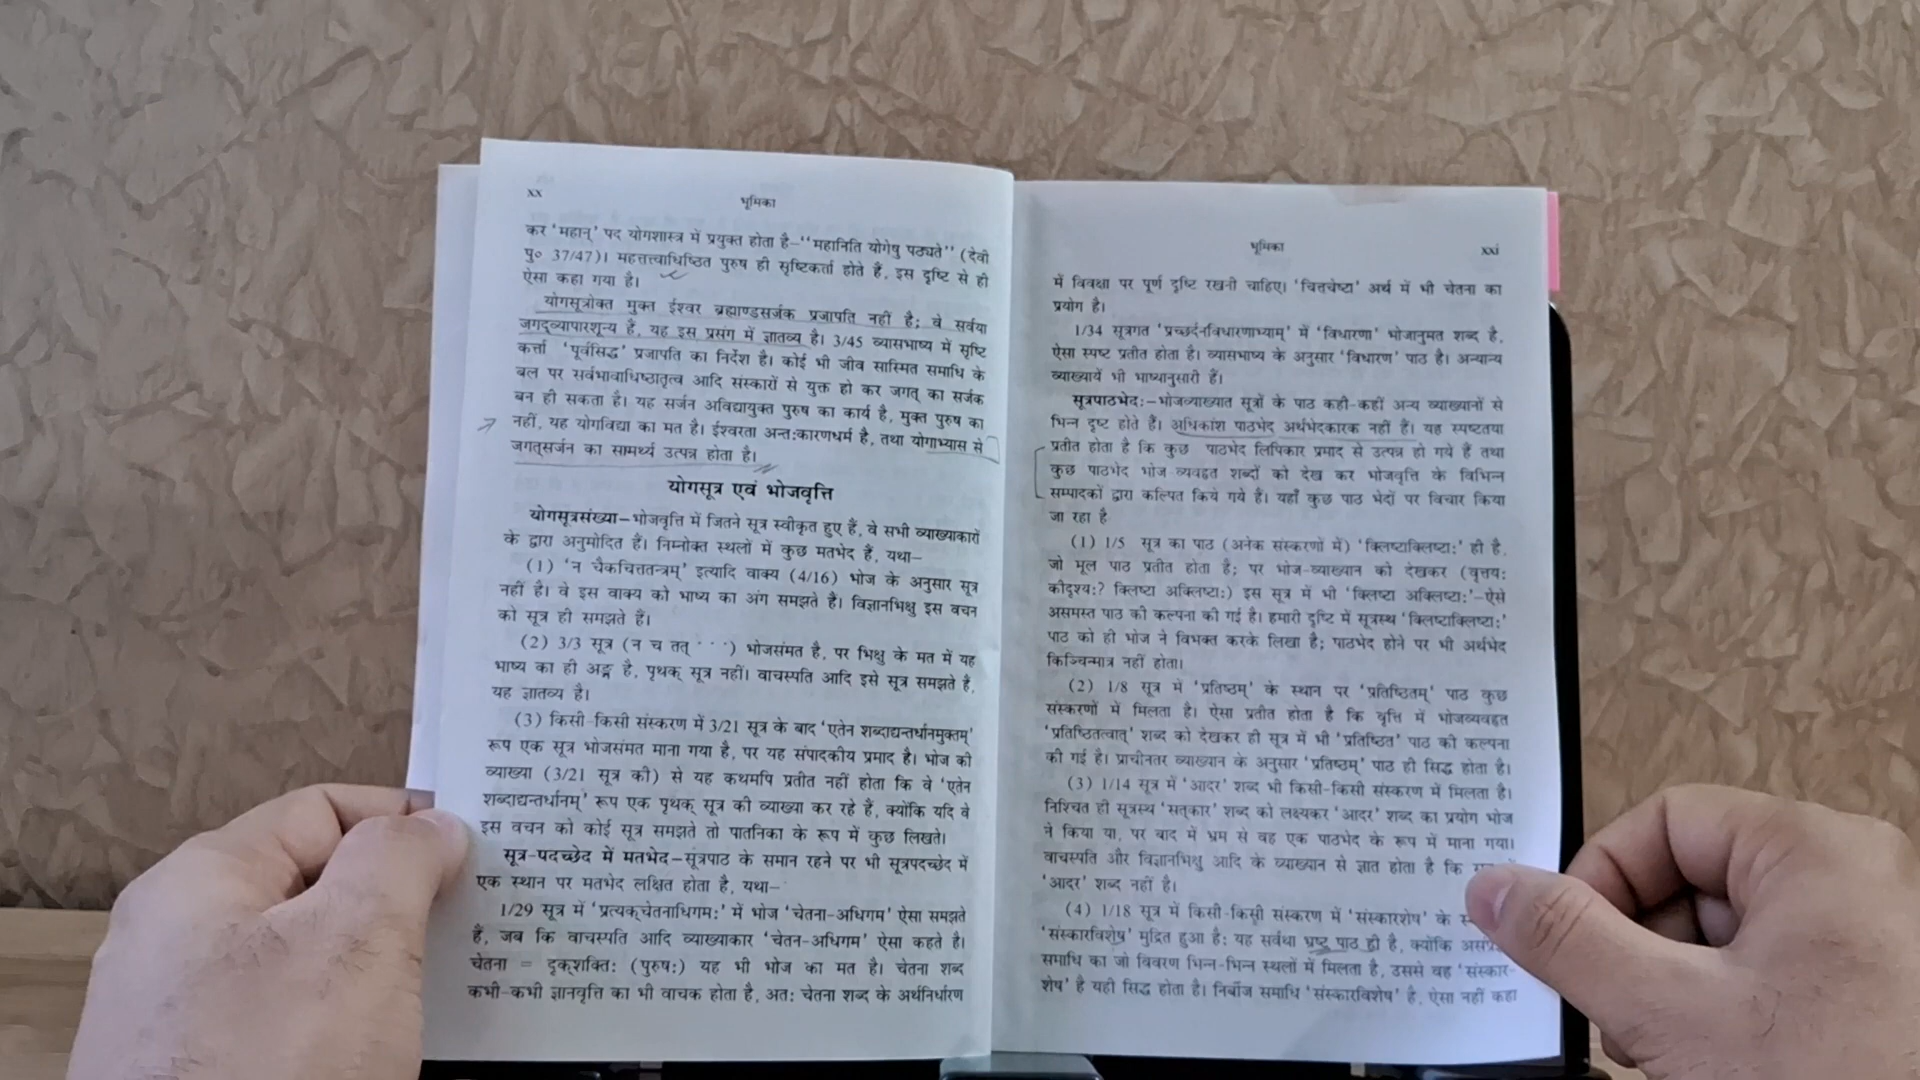 xx
भूमिका
कर ‘महान्’ पद योगशास्त्र में प्रयुक्त होता है–‘‘महानिति योगेषु पठ्यते’’ (देवी
पु० 37/47)। महत्तत्त्वाधिष्ठित पुरुष ही सृष्टिकर्ता होते हैं, इस दृष्टि से ही
ऐसा कहा गया है।
योगसूत्रोक्त मुक्त ईश्वर ब्रह्माण्डसर्जक प्रजापति नहीं है; वे सर्वया
जगद्व्यापारशून्य हैं, यह इस प्रसंग में ज्ञातव्य है। 3/45 व्यासभाष्य में सृष्टि
कर्त्ता ‘पूर्वसिद्ध’ प्रजापति का निर्देश है। कोई भी जीव सास्मित समाधि के
बल पर सर्वभावाधिष्ठातृत्व आदि संस्कारों से युक्त हो कर जगत् का सर्जक
बन ही सकता है। यह सर्जन अविद्यायुक्त पुरुष का कार्य है, मुक्त पुरुष का
नहीं, यह योगविद्या का मत है। ईश्वरता अन्तःकारणधर्म है, तथा योगाभ्यास से
जगत्सर्जन का सामर्थ्य उत्पन्न होता है।
योगसूत्र एवं भोजवृत्ति
योगसूत्रसंख्या–भोजवृत्ति में जितने सूत्र स्वीकृत हुए हैं, वे सभी व्याख्याकारों
के द्वारा अनुमोदित हैं। निम्नोक्त स्थलों में कुछ मतभेद हैं, यथा–
(1) ‘न चैकचित्ततन्त्रम्’ इत्यादि वाक्य (4/16) भोज के अनुसार सूत्र
नहीं है। वे इस वाक्य को भाष्य का अंग समझते हैं। विज्ञानभिक्षु इस वचन
को सूत्र ही समझते हैं।
(2) 3/3 सूत्र (न च तत् · · ·) भोजसंमत है, पर भिक्षु के मत में यह
भाष्य का ही अङ्ग है, पृथक् सूत्र नहीं। वाचस्पति आदि इसे सूत्र समझते हैं,
यह ज्ञातव्य है।
(3) किसी-किसी संस्करण में 3/21 सूत्र के बाद ‘एतेन शब्दाद्यन्तर्धानमुक्तम्’
रूप एक सूत्र भोजसंमत माना गया है, पर यह संपादकीय प्रमाद है। भोज की
व्याख्या (3/21 सूत्र की) से यह कथमपि प्रतीत नहीं होता कि वे ‘एतेन
शब्दाद्यन्तर्धानम्’ रूप एक पृथक् सूत्र की व्याख्या कर रहे हैं, क्योंकि यदि वे
इस वचन को कोई सूत्र समझते तो पातनिका के रूप में कुछ लिखते।
सूत्र-पदच्छेद में मतभेद–सूत्रपाठ के समान रहने पर भी सूत्रपदच्छेद में
एक स्थान पर मतभेद लक्षित होता है, यथा–
1/29 सूत्र में ‘प्रत्यक्चेतनाधिगमः’ में भोज ‘चेतना-अधिगम’ ऐसा समझते
हैं, जब कि वाचस्पति आदि व्याख्याकार ‘चेतन-अधिगम’ ऐसा कहते है।
चेतना = दृक्शक्तिः (पुरुषः) यह भी भोज का मत है। चेतना शब्द
कभी-कभी ज्ञानवृत्ति का भी वाचक होता है, अतः चेतना शब्द के अर्थनिर्धारण
भूमिका
xxi
में विवक्षा पर पूर्ण दृष्टि रखनी चाहिए। ‘चित्तचेष्टा’ अर्थ में भी चेतना का
प्रयोग है।
1/34 सूत्रगत ‘प्रच्छर्दनविधारणाभ्याम्’ में ‘विधारणा’ भोजानुमत शब्द है,
ऐसा स्पष्ट प्रतीत होता है। व्यासभाष्य के अनुसार ‘विधारण’ पाठ है। अन्यान्य
व्याख्यायें भी भाष्यानुसारी हैं।
सूत्रपाठभेदः–भोजव्याख्यात सूत्रों के पाठ कहीं-कहीं अन्य व्याख्यानों से
भिन्न दृष्ट होते हैं। अधिकांश पाठभेद अर्थभेदकारक नहीं हैं। यह स्पष्टतया
प्रतीत होता है कि कुछ पाठभेद लिपिकार प्रमाद से उत्पन्न हो गये हैं तथा
कुछ पाठभेद भोज-व्यवहृत शब्दों को देख कर भोजवृत्ति के विभिन्न
सम्पादकों द्वारा कल्पित किये गये हैं। यहाँ कुछ पाठ भेदों पर विचार किया
जा रहा है
(1) 1/5 सूत्र का पाठ (अनेक संस्करणों में) ‘क्लिष्टाक्लिष्टाः’ ही है,
जो मूल पाठ प्रतीत होता है; पर भोज-व्याख्यान को देखकर (वृत्तयः
कीदृश्यः? क्लिष्टा अक्लिष्टाः) इस सूत्र में भी ‘क्लिष्टा अक्लिष्टाः’–ऐसे
असमस्त पाठ की कल्पना की गई है। हमारी दृष्टि में सूत्रस्थ ‘क्लिष्टाक्लिष्टाः’
पाठ को ही भोज ने विभक्त करके लिखा है; पाठभेद होने पर भी अर्थभेद
किञ्चिन्मात्र नहीं होता।
(2) 1/8 सूत्र में ‘प्रतिष्ठम्’ के स्थान पर ‘प्रतिष्ठितम्’ पाठ कुछ
संस्करणों में मिलता है। ऐसा प्रतीत होता है कि वृत्ति में भोजव्यवहृत
‘प्रतिष्ठितत्वात्’ शब्द को देखकर ही सूत्र में भी ‘प्रतिष्ठित’ पाठ की कल्पना
की गई है। प्राचीनतर व्याख्यान के अनुसार ‘प्रतिष्ठम्’ पाठ ही सिद्ध होता है।
(3) 1/14 सूत्र में ‘आदर’ शब्द भी किसी-किसी संस्करण में मिलता है।
निश्चित ही सूत्रस्थ ‘सत्कार’ शब्द को लक्ष्यकर ‘आदर’ शब्द का प्रयोग भोज
ने किया या, पर बाद में भ्रम से वह एक पाठभेद के रूप में माना गया।
वाचस्पति और विज्ञानभिक्षु आदि के व्याख्यान से ज्ञात होता है कि
‘आदर’ शब्द नहीं है।
(4) 1/18 सूत्र में किसी-किसी संस्करण में ‘संस्कारशेष’ के
‘संस्कारविशेष’ मुद्रित हुआ है; यह सर्वथा भ्रष्ट पाठ ही है, क्योंकि
समाधि का जो विवरण भिन्न-भिन्न स्थलों में मिलता है, उससे वह ‘संस्कार-
शेष’ है यही सिद्ध होता है। निर्बीज समाधि ‘संस्कारविशेष’ है, ऐसा नहीं कहा